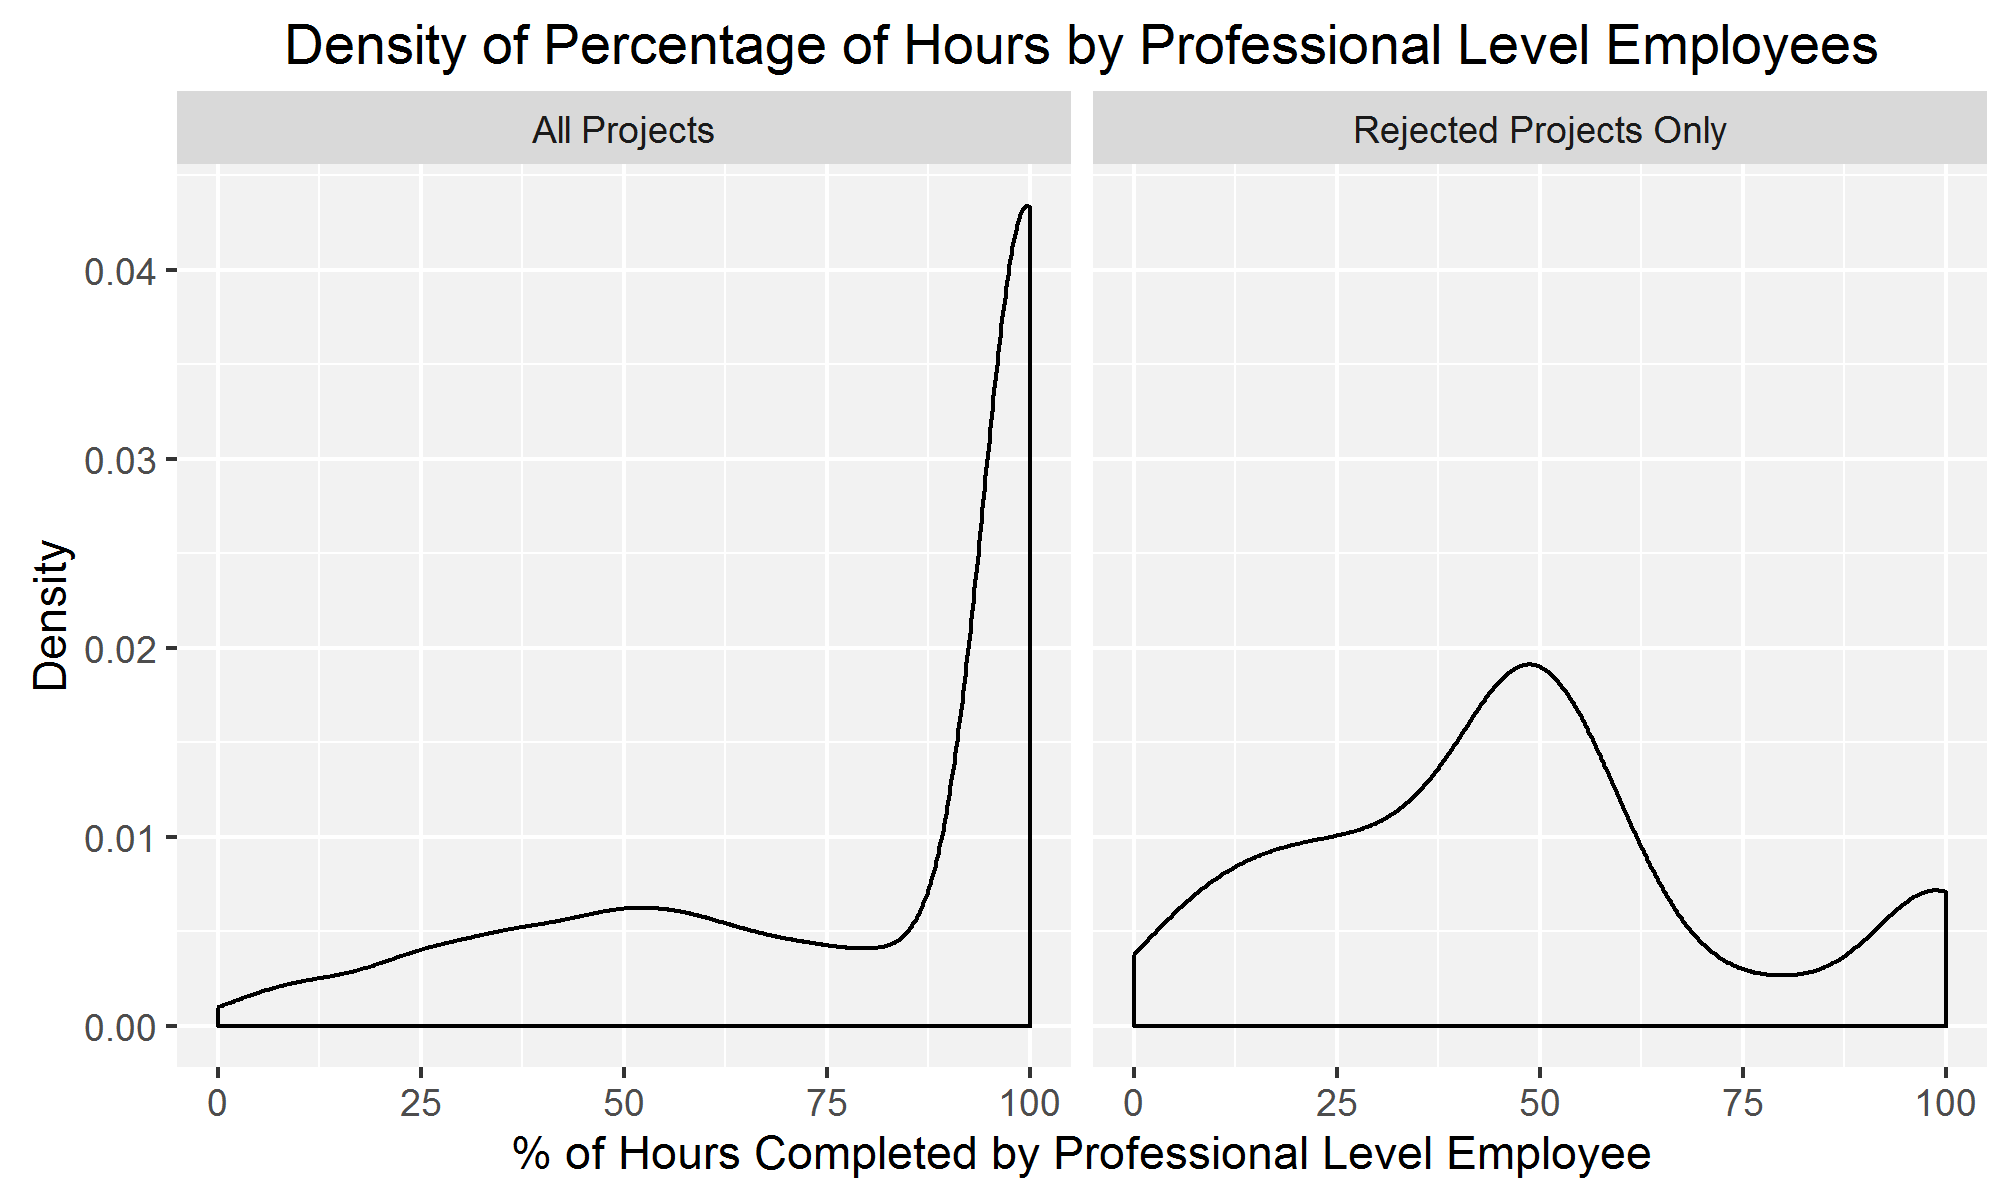 Density of Percentage of Hours by Professional Level Employees
All Projects
Rejected Projects Only
Density
0.04
0.03
0.02
0.01
0.00
0 25 50 75 100
0 25 50 75 100
% of Hours Completed by Professional Level Employee